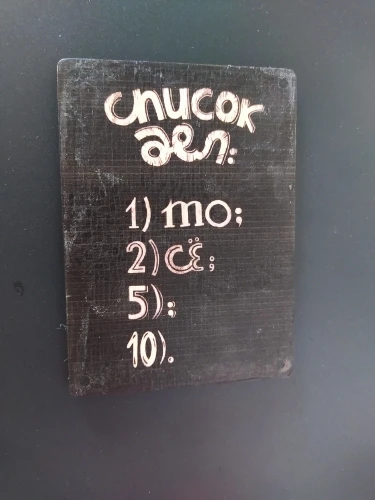 список
дел:
1) то;
2) сё;
5) ;
10).